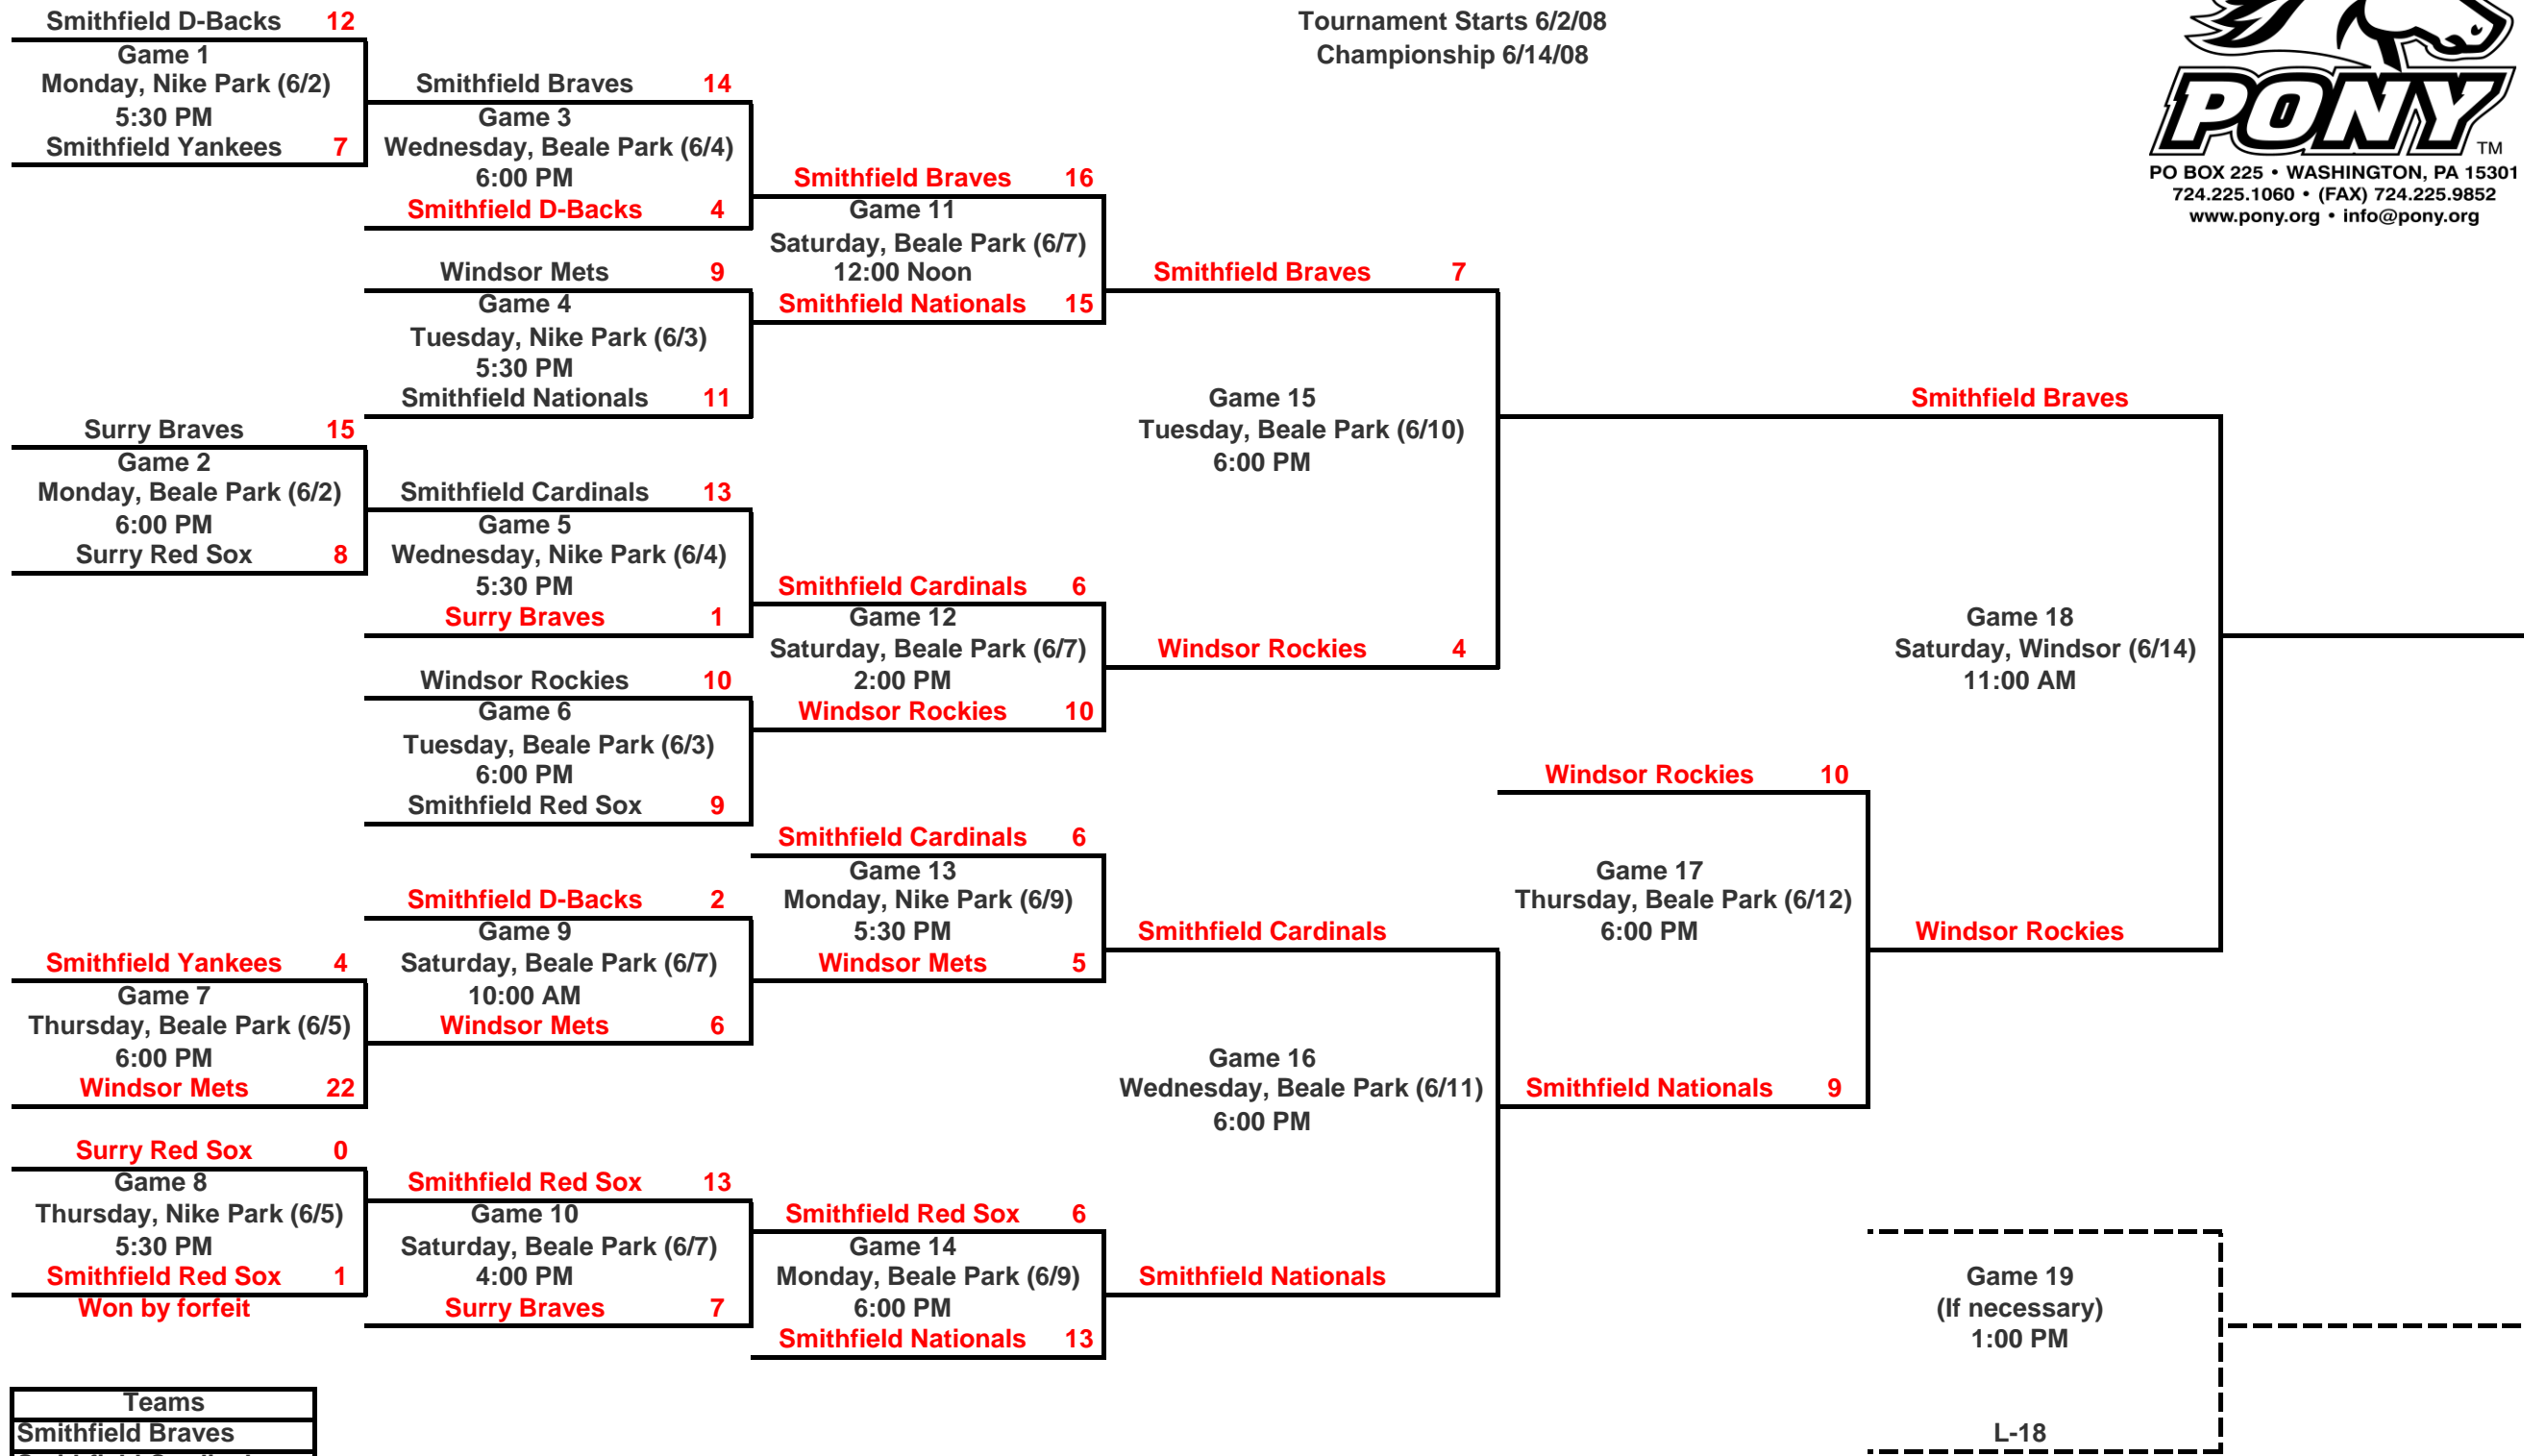 Tournament Starts 6/2/08
Championship 6/14/08
PONY TM
PO BOX 225 • WASHINGTON, PA 15301
724.225.1060 • (FAX) 724.225.9852
www.pony.org • info@pony.org
Smithfield D-Backs 12
Game 1
Monday, Nike Park (6/2)
5:30 PM
Smithfield Yankees 7
Surry Braves 15
Game 2
Monday, Beale Park (6/2)
6:00 PM
Surry Red Sox 8
Smithfield Yankees 4
Game 7
Thursday, Beale Park (6/5)
6:00 PM
Windsor Mets 22
Surry Red Sox 0
Game 8
Thursday, Nike Park (6/5)
5:30 PM
Smithfield Red Sox 1
Won by forfeit
Smithfield Braves 14
Game 3
Wednesday, Beale Park (6/4)
6:00 PM
Smithfield D-Backs 4
Windsor Mets 9
Game 4
Tuesday, Nike Park (6/3)
5:30 PM
Smithfield Nationals 11
Smithfield Cardinals 13
Game 5
Wednesday, Nike Park (6/4)
5:30 PM
Surry Braves 1
Windsor Rockies 10
Game 6
Tuesday, Beale Park (6/3)
6:00 PM
Smithfield Red Sox 9
Smithfield D-Backs 2
Game 9
Saturday, Beale Park (6/7)
10:00 AM
Windsor Mets 6
Smithfield Red Sox 13
Game 10
Saturday, Beale Park (6/7)
4:00 PM
Surry Braves 7
Smithfield Braves 16
Game 11
Saturday, Beale Park (6/7)
12:00 Noon
Smithfield Nationals 15
Smithfield Cardinals 6
Game 12
Saturday, Beale Park (6/7)
2:00 PM
Windsor Rockies 10
Smithfield Cardinals 6
Game 13
Monday, Nike Park (6/9)
5:30 PM
Windsor Mets 5
Smithfield Red Sox 6
Game 14
Monday, Beale Park (6/9)
6:00 PM
Smithfield Nationals 13
Smithfield Braves 7
Game 15
Tuesday, Beale Park (6/10)
6:00 PM
Windsor Rockies 4
Smithfield Cardinals
Game 16
Wednesday, Beale Park (6/11)
6:00 PM
Smithfield Nationals
Windsor Rockies 10
Game 17
Thursday, Beale Park (6/12)
6:00 PM
Smithfield Nationals 9
Smithfield Braves
Game 18
Saturday, Windsor (6/14)
11:00 AM
Windsor Rockies
Game 19
(If necessary)
1:00 PM
L-18
Teams
Smithfield Braves